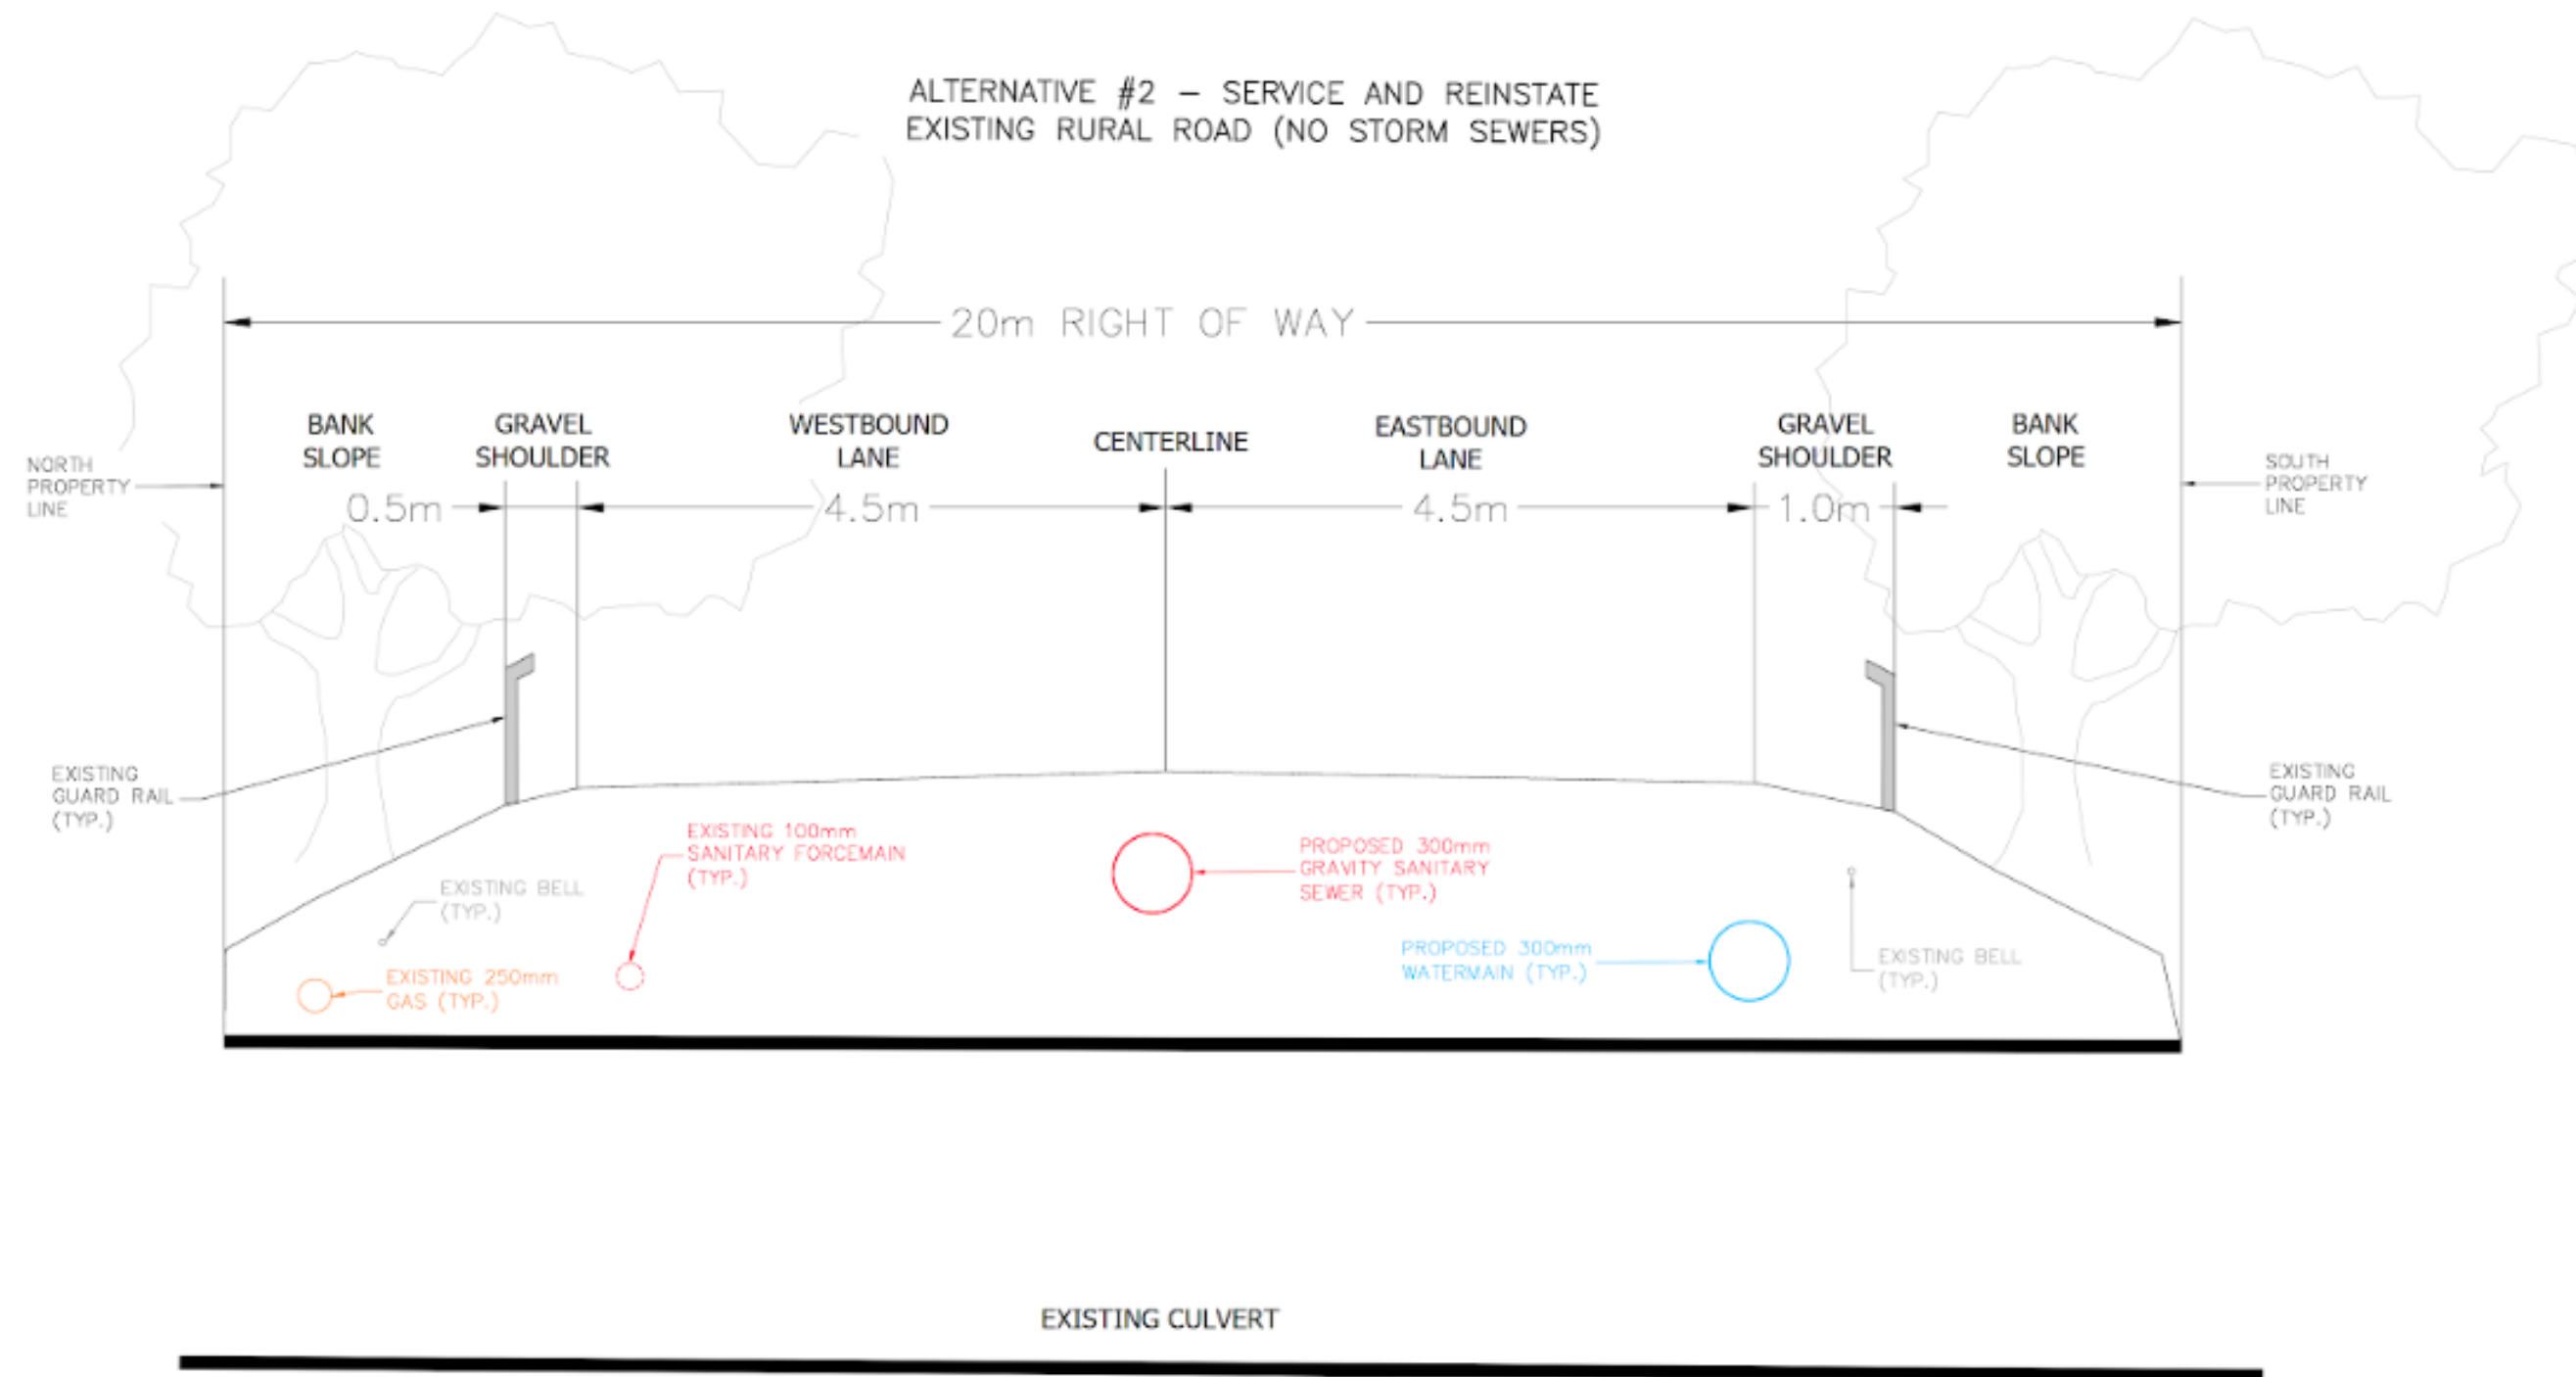 ALTERNATIVE #2 – SERVICE AND REINSTATE
EXISTING RURAL ROAD (NO STORM SEWERS)
20m RIGHT OF WAY
BANK
SLOPE
GRAVEL
SHOULDER
WESTBOUND
LANE
CENTERLINE
EASTBOUND
LANE
GRAVEL
SHOULDER
BANK
SLOPE
NORTH
PROPERTY
LINE
0.5m
4.5m
4.5m
1.0m
SOUTH
PROPERTY
LINE
EXISTING
GUARD RAIL
(TYP.)
EXISTING 100mm
SANITARY FORCEMAIN
(TYP.)
EXISTING BELL
(TYP.)
EXISTING 250mm
GAS (TYP.)
PROPOSED 300mm
GRAVITY SANITARY
SEWER (TYP.)
PROPOSED 300mm
WATERMAIN (TYP.)
EXISTING BELL
(TYP.)
EXISTING
GUARD RAIL
(TYP.)
EXISTING CULVERT